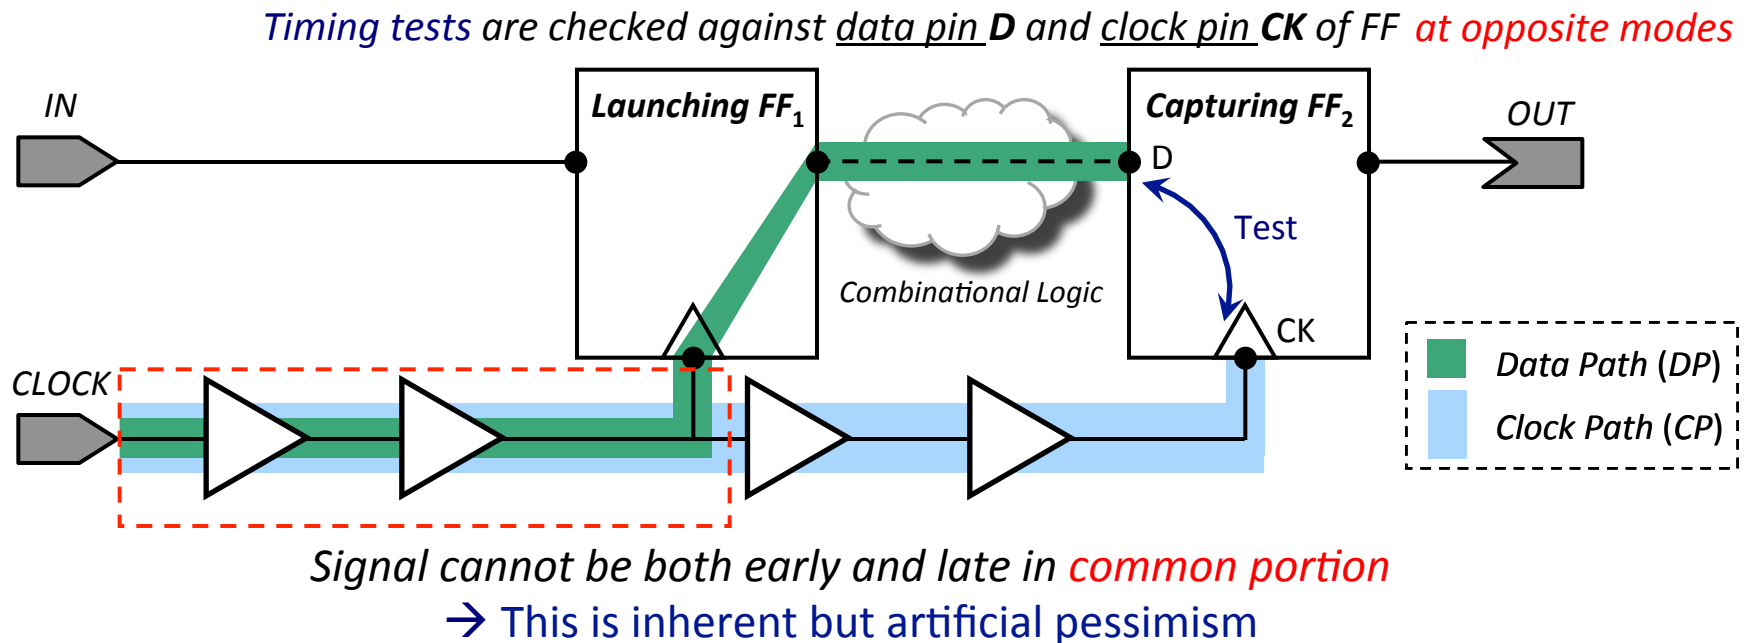 Timing tests are checked against data pin D and clock pin CK of FF at opposite modes
IN
Launching FF1
Capturing FF2
OUT
D
Test
Combinational Logic
CK
CLOCK
Data Path (DP)
Clock Path (CP)
Signal cannot be both early and late in common portion
→ This is inherent but artificial pessimism